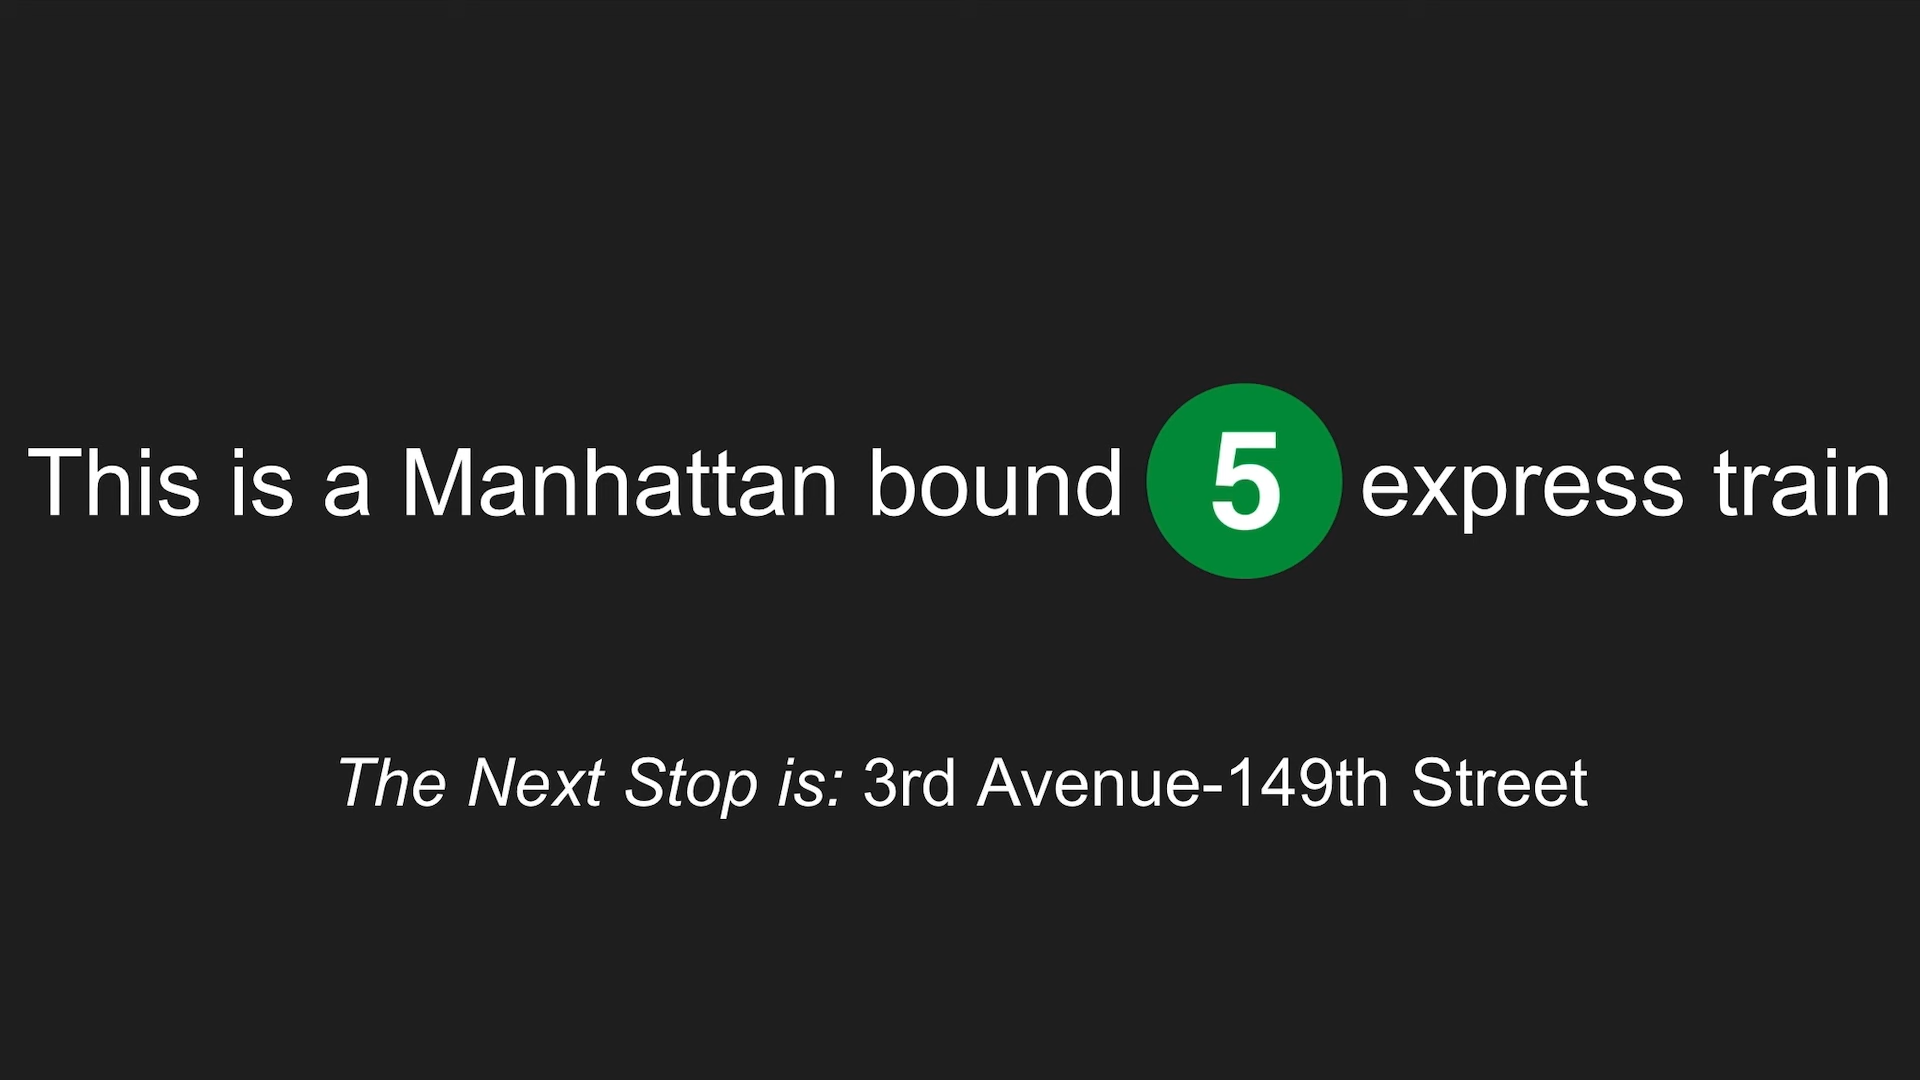 This is a Manhattan bound 5 express train
The Next Stop is: 3rd Avenue-149th Street